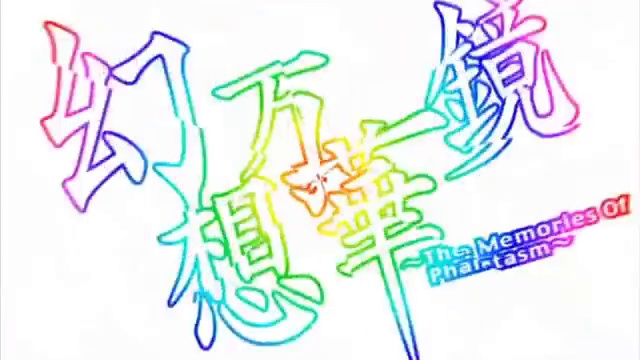 幻想万華鏡
～The Memories Of
Phantasm～